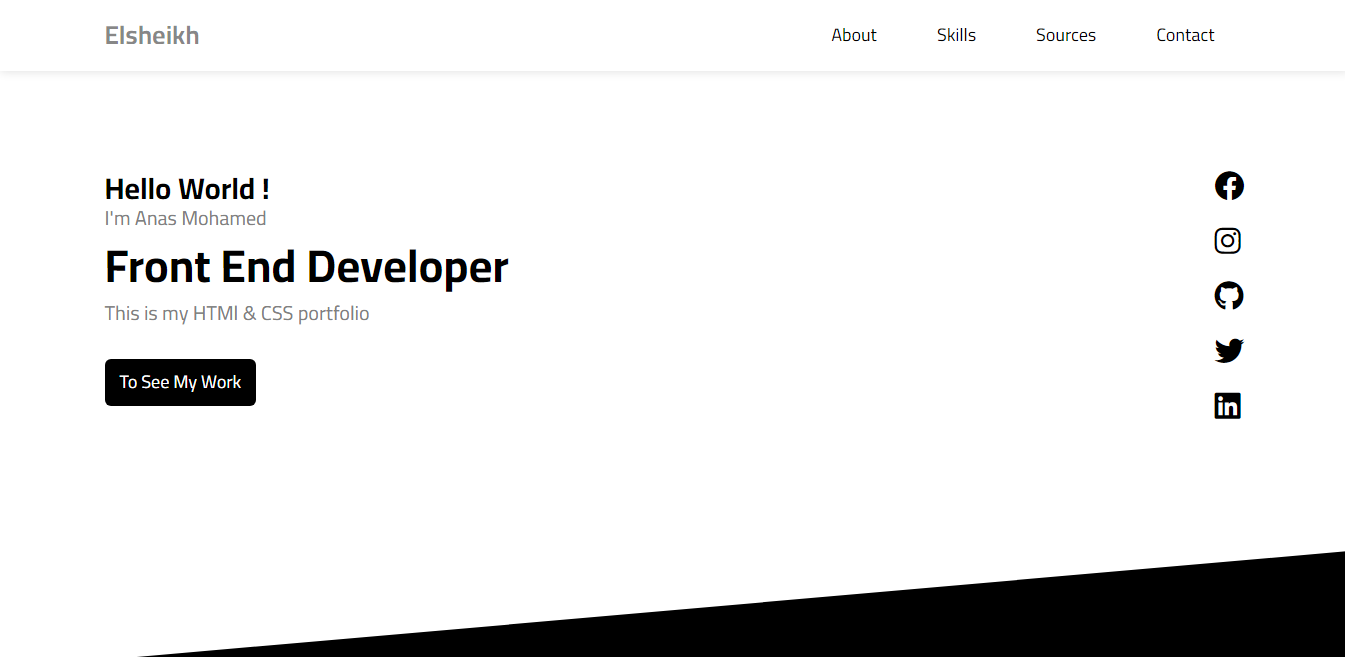 Elsheikh
About Skills Sources Contact
Hello World !
I'm Anas Mohamed
Front End Developer
This is my HTMl & CSS portfolio
To See My Work